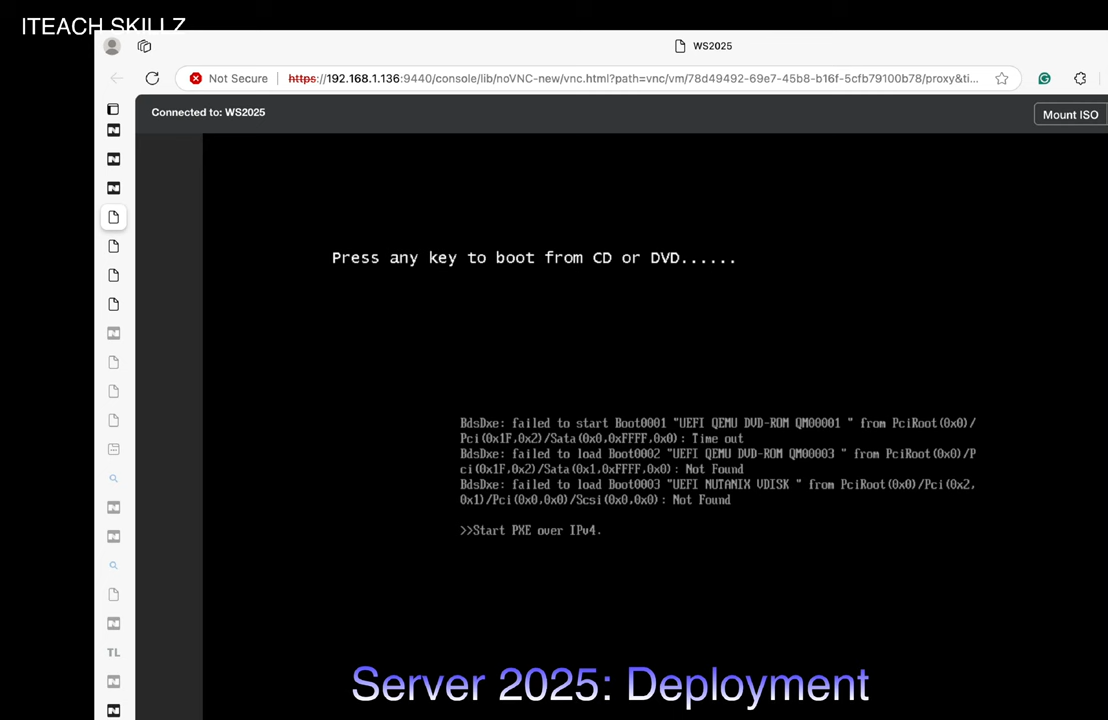 ITEACH SKILLZ
WS2025
Not Secure https://192.168.1.136:9440/console/lib/noVNC-new/vnc.html?path=vnc/vm/78d49492-69e7-45b8-b16f-5cfb79100b78/proxy&ti...
Connected to: WS2025
Mount ISO
Press any key to boot from CD or DVD......
BdsDxe: failed to start Boot0001 "UEFI QEMU DVD-ROM QM00001 " from PciRoot(0x0)/
Pci(0x1F,0x2)/Sata(0x0,0xFFFF,0x0): Time out
BdsDxe: failed to load Boot0002 "UEFI QEMU DVD-ROM QM00003 " from PciRoot(0x0)/P
ci(0x1F,0x2)/Sata(0x1,0xFFFF,0x0): Not Found
BdsDxe: failed to load Boot0003 "UEFI NUTANIX VDISK " from PciRoot(0x0)/Pci(0x2,
0x1)/Pci(0x0,0x0)/Scsi(0x0,0x0): Not Found
>>Start PXE over IPv4.
TL
Server 2025: Deployment